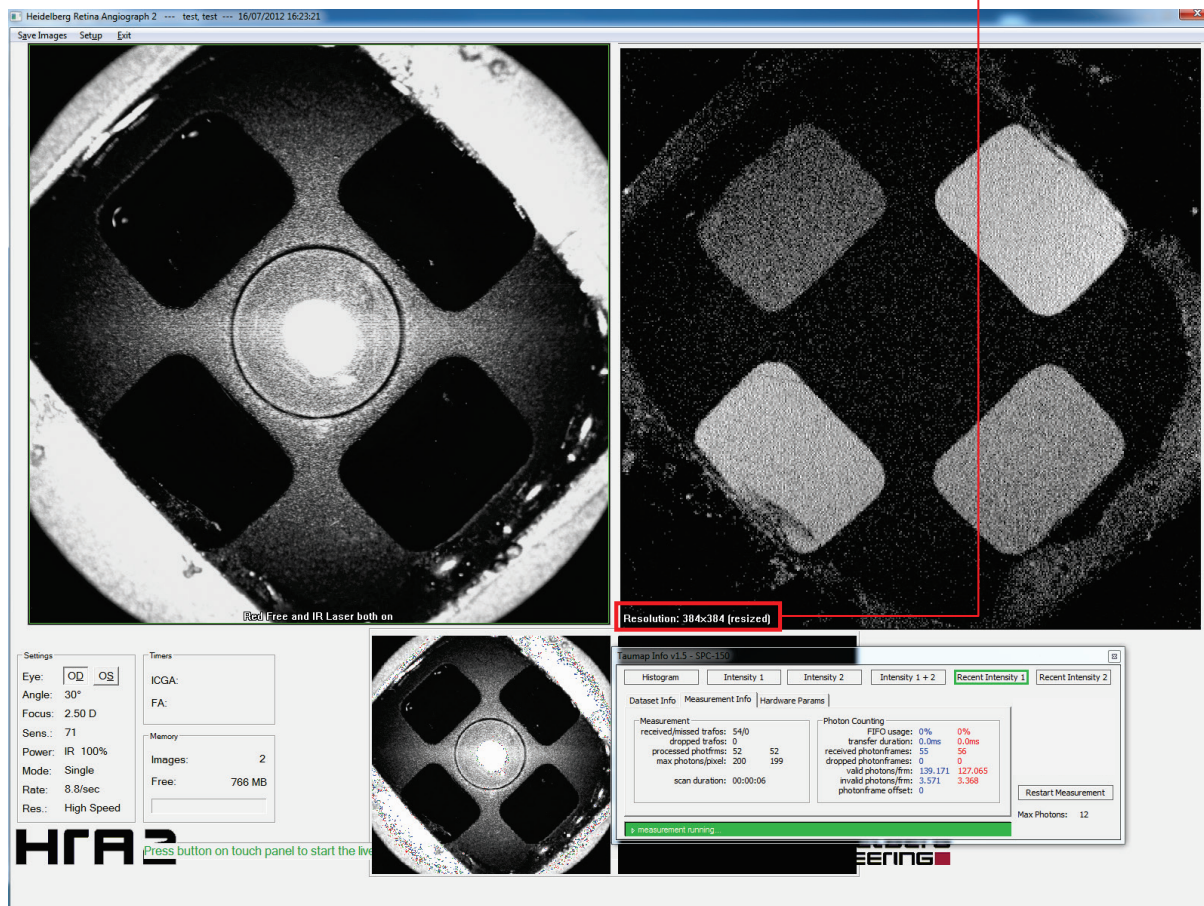 Heidelberg Retina Angiograph 2 --- test, test --- 16/07/2012 16:23:21
Save Images Setup Exit
Red Free and IR Laser both on
Resolution: 384x384 (resized)
Settings
Eye: OD OS
Angle: 30°
Focus: 2.50 D
Sens.: 71
Power: IR 100%
Mode: Single
Rate: 8.8/sec
Res.: High Speed
Timers
ICGA:
FA:
Memory
Images: 2
Free: 766 MB
HRA 2
Press button on touch panel to start the live
Taumap Info v1.5 - SPC-150
Histogram Intensity 1 Intensity 2 Intensity 1 + 2 Recent Intensity 1 Recent Intensity 2
Dataset Info Measurement Info Hardware Params
Measurement
received/missed trafos: 54/0
dropped trafos: 0
processed photfrms: 52 52
max photons/pixel: 200 199
scan duration: 00:00:06
Photon Counting
FIFO usage: 0% 0%
transfer duration: 0.0ms 0.0ms
received photonframes: 55 56
dropped photonframes: 0 0
valid photons/frm: 139.171 127.065
invalid photons/frm: 3.571 3.368
photonframe offset: 0
Restart Measurement
Max Photons: 12
measurement running...